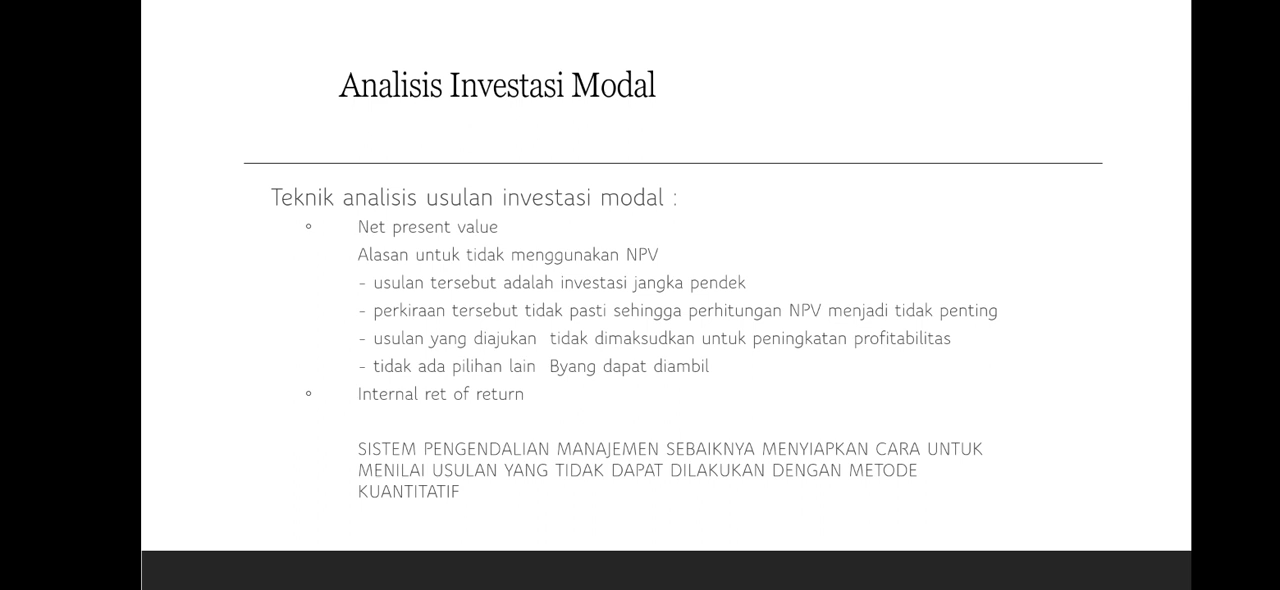 Analisis Investasi Modal
Teknik analisis usulan investasi modal :
◦ Net present value
Alasan untuk tidak menggunakan NPV
- usulan tersebut adalah investasi jangka pendek
- perkiraan tersebut tidak pasti sehingga perhitungan NPV menjadi tidak penting
- usulan yang diajukan tidak dimaksudkan untuk peningkatan profitabilitas
- tidak ada pilihan lain Byang dapat diambil
◦ Internal ret of return
SISTEM PENGENDALIAN MANAJEMEN SEBAIKNYA MENYIAPKAN CARA UNTUK
MENILAI USULAN YANG TIDAK DAPAT DILAKUKAN DENGAN METODE
KUANTITATIF